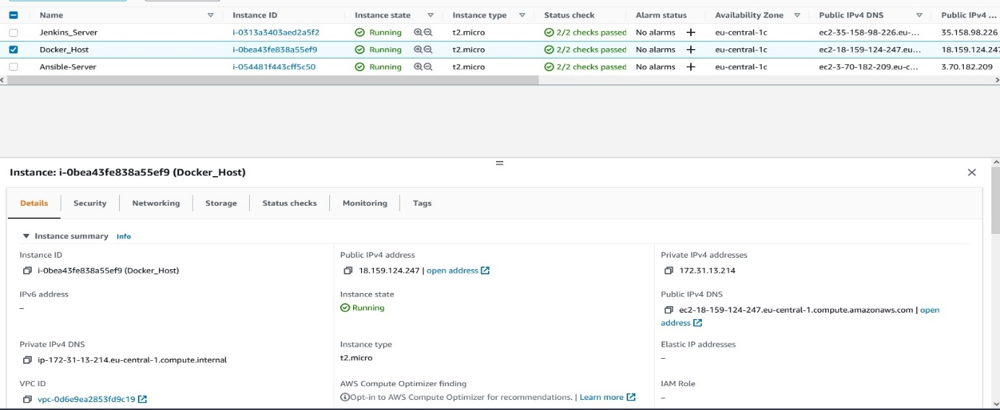 Name Instance ID Instance state Instance type Status check Alarm status Availability Zone Public IPv4 DNS Public IPv4 ...
Jenkins_Server i-0313a3403aed2a5f2 Running t2.micro 2/2 checks passed No alarms + eu-central-1c ec2-35-158-98-226.eu-... 35.158.98.226
Docker_Host i-0bea43fe838a55ef9 Running t2.micro 2/2 checks passed No alarms + eu-central-1c ec2-18-159-124-247.eu... 18.159.124.247
Ansible-Server i-054481f443cff5c50 Running t2.micro 2/2 checks passed No alarms + eu-central-1c ec2-3-70-182-209.eu-c... 3.70.182.209
Instance: i-0bea43fe838a55ef9 (Docker_Host)
Details Security Networking Storage Status checks Monitoring Tags
Instance summary Info
Instance ID Public IPv4 address Private IPv4 addresses
i-0bea43fe838a55ef9 (Docker_Host) 18.159.124.247 | open address 172.31.13.214
IPv6 address Instance state Public IPv4 DNS
– Running ec2-18-159-124-247.eu-central-1.compute.amazonaws.com | open
address
Private IPv4 DNS Instance type Elastic IP addresses
ip-172-31-13-214.eu-central-1.compute.internal t2.micro –
VPC ID AWS Compute Optimizer finding IAM Role
vpc-0d6e9ea2853fd9c19 Opt-in to AWS Compute Optimizer for recommendations. | Learn more –